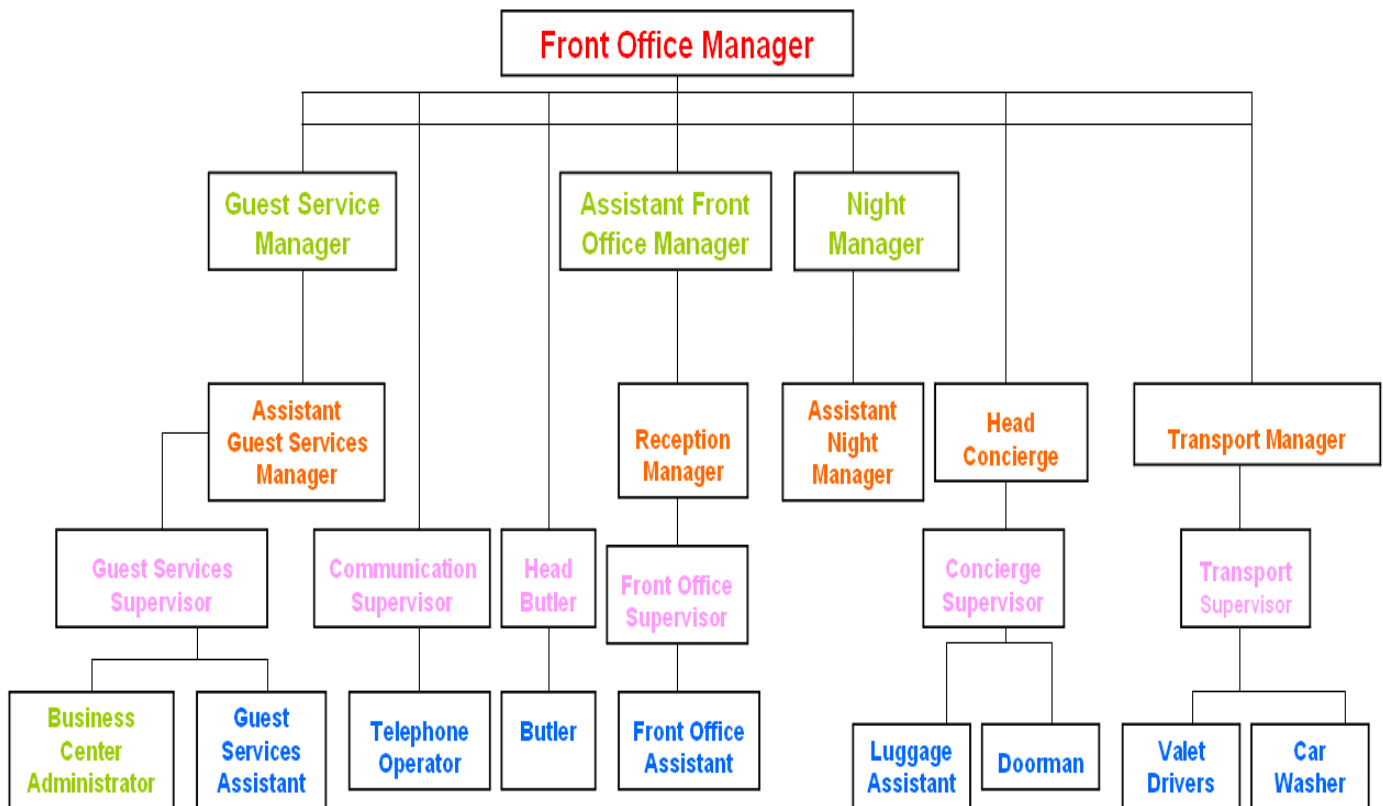 Front Office Manager
Guest Service
Manager
Assistant Front
Office Manager
Night
Manager
Assistant
Guest Services
Manager
Reception
Manager
Assistant
Night
Manager
Head
Concierge
Transport Manager
Guest Services
Supervisor
Communication
Supervisor
Head
Butler
Front Office
Supervisor
Concierge
Supervisor
Transport
Supervisor
Business
Center
Administrator
Guest
Services
Assistant
Telephone
Operator
Butler
Front Office
Assistant
Luggage
Assistant
Doorman
Valet
Drivers
Car
Washer